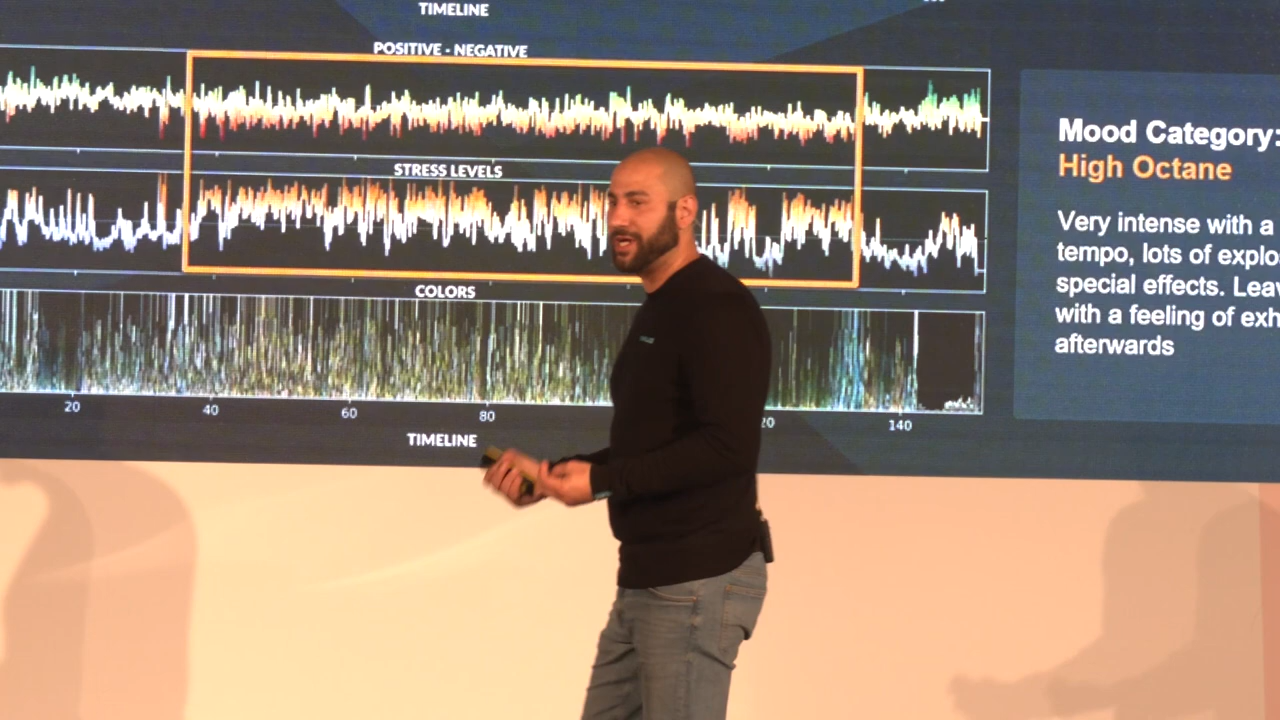 TIMELINE
POSITIVE - NEGATIVE
STRESS LEVELS
COLORS
20
40
60
80
20
140
TIMELINE
Mood Category:
High Octane
Very intense with a
tempo, lots of explo
special effects. Leav
with a feeling of exh
afterwards